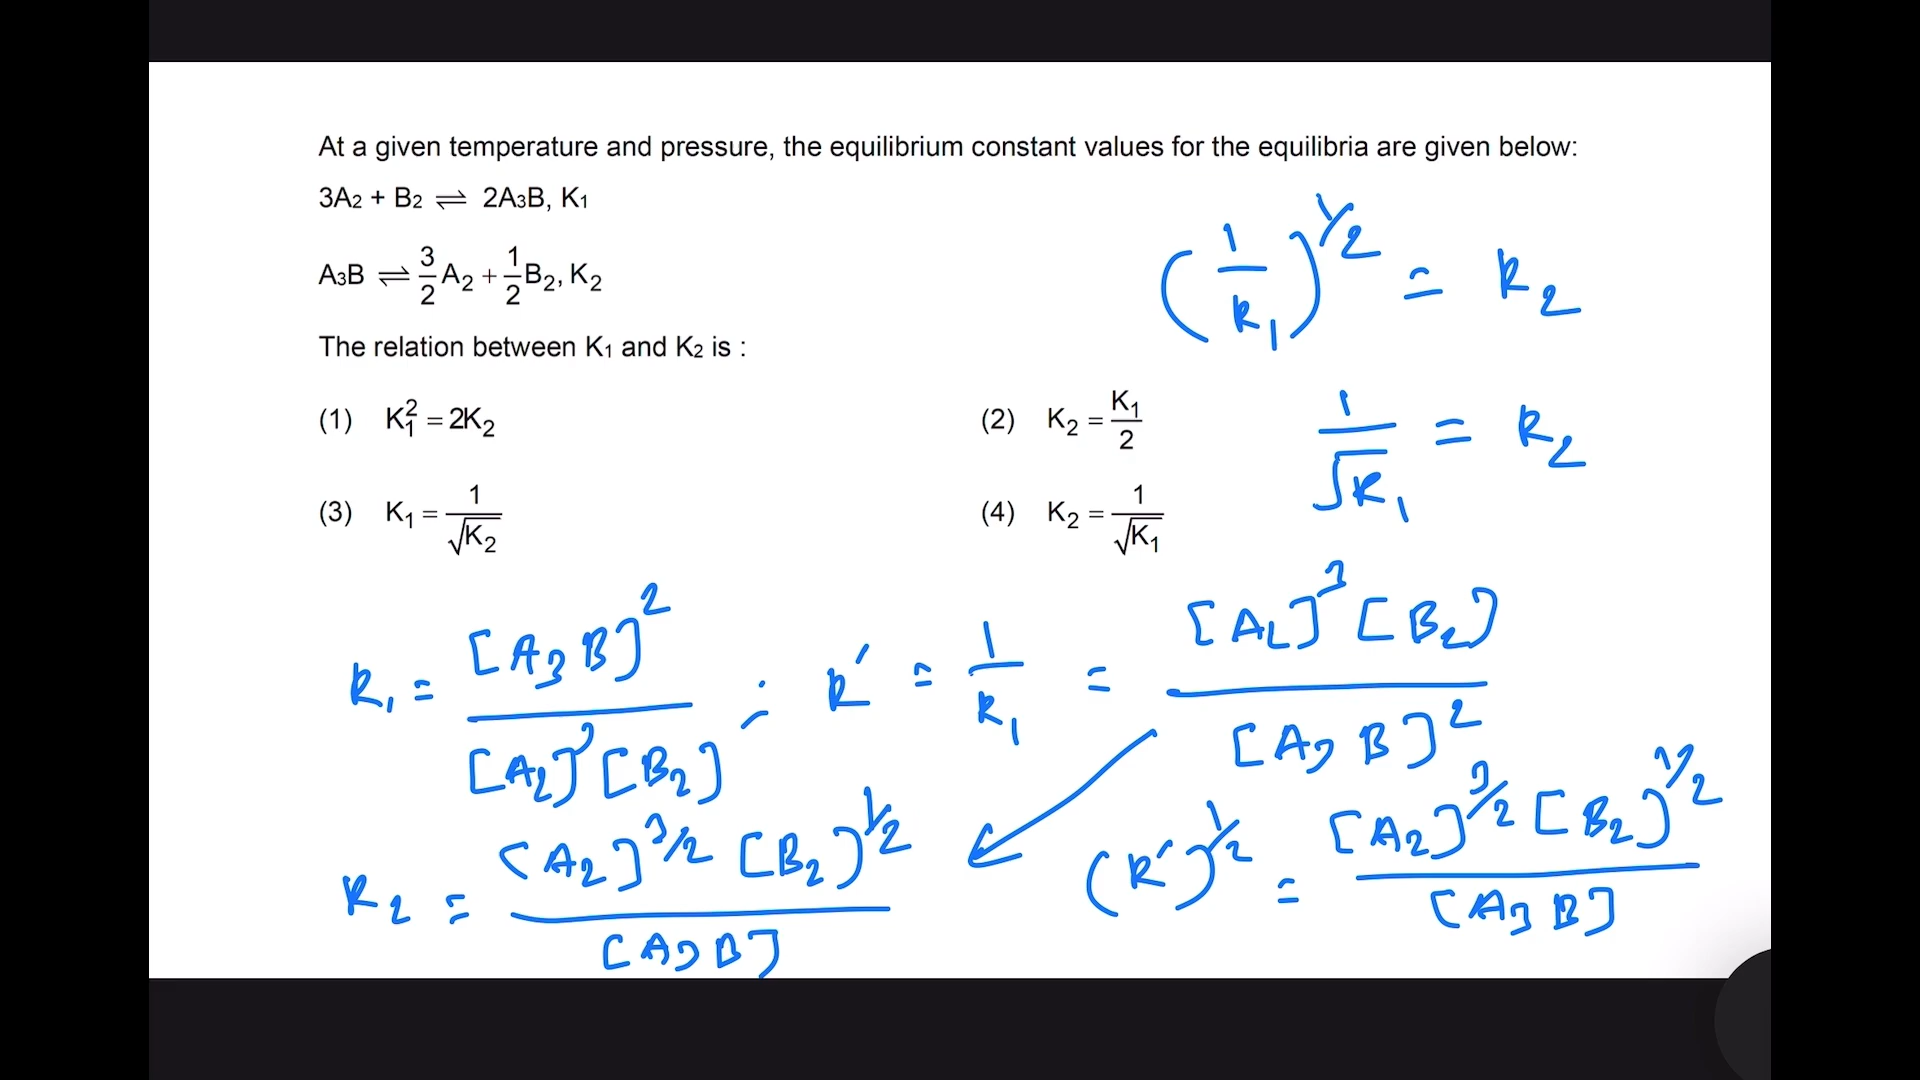 At a given temperature and pressure, the equilibrium constant values for the equilibria are given below:
3A₂ + B₂ ⇌ 2A₃B, K₁
A₃B ⇌ 3/2 A₂ + 1/2 B₂, K₂
The relation between K₁ and K₂ is :
(1) K₁² = 2K₂
(2) K₂ = K₁/2
(3) K₁ = 1/√K₂
(4) K₂ = 1/√K₁
(1/K₁)^1/2 = K₂
1/√K₁ = K₂
K₁ = [A₃B]²/[A₂]³[B₂] ; K′ = 1/K₁ = [A₂]³[B₂]/[A₃B]²
K₂ = [A₂]^3/2 [B₂]^1/2/[A₃B]
(K′)^1/2 = [A₂]^3/2 [B₂]^1/2/[A₃B]